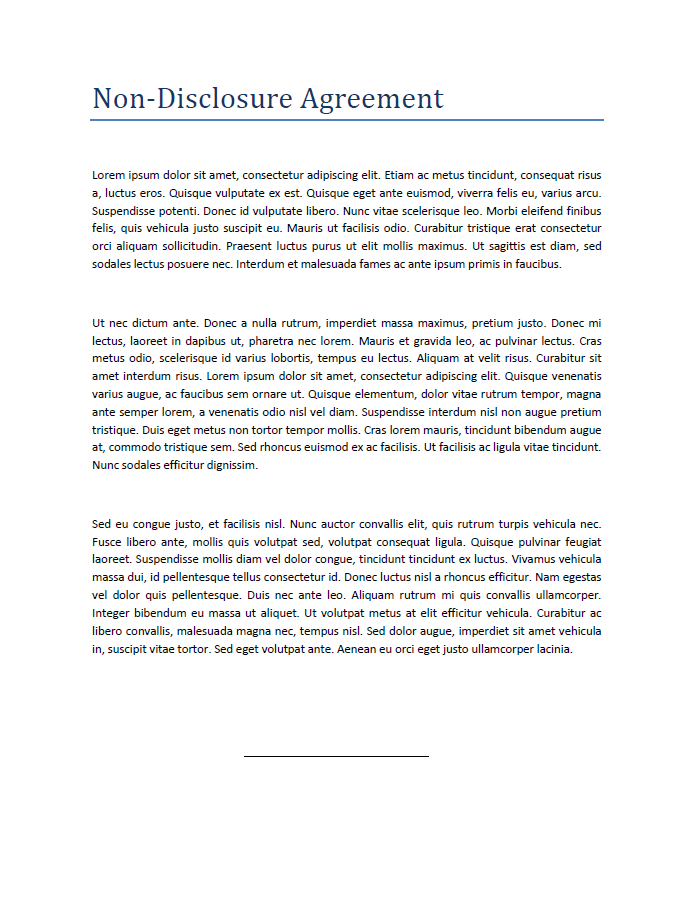 Non-Disclosure Agreement
Lorem ipsum dolor sit amet, consectetur adipiscing elit. Etiam ac metus tincidunt, consequat risus
a, luctus eros. Quisque vulputate ex est. Quisque eget ante euismod, viverra felis eu, varius arcu.
Suspendisse potenti. Donec id vulputate libero. Nunc vitae scelerisque leo. Morbi eleifend finibus
felis, quis vehicula justo suscipit eu. Mauris ut facilisis odio. Curabitur tristique erat consectetur
orci aliquam sollicitudin. Praesent luctus purus ut elit mollis maximus. Ut sagittis est diam, sed
sodales lectus posuere nec. Interdum et malesuada fames ac ante ipsum primis in faucibus.
Ut nec dictum ante. Donec a nulla rutrum, imperdiet massa maximus, pretium justo. Donec mi
lectus, laoreet in dapibus ut, pharetra nec lorem. Mauris et gravida leo, ac pulvinar lectus. Cras
metus odio, scelerisque id varius lobortis, tempus eu lectus. Aliquam at velit risus. Curabitur sit
amet interdum risus. Lorem ipsum dolor sit amet, consectetur adipiscing elit. Quisque venenatis
varius augue, ac faucibus sem ornare ut. Quisque elementum, dolor vitae rutrum tempor, magna
ante semper lorem, a venenatis odio nisl vel diam. Suspendisse interdum nisl non augue pretium
tristique. Duis eget metus non tortor tempor mollis. Cras lorem mauris, tincidunt bibendum augue
at, commodo tristique sem. Sed rhoncus euismod ex ac facilisis. Ut facilisis ac ligula vitae tincidunt.
Nunc sodales efficitur dignissim.
Sed eu congue justo, et facilisis nisl. Nunc auctor convallis elit, quis rutrum turpis vehicula nec.
Fusce libero ante, mollis quis volutpat sed, volutpat consequat ligula. Quisque pulvinar feugiat
laoreet. Suspendisse mollis diam vel dolor congue, tincidunt tincidunt ex luctus. Vivamus vehicula
massa dui, id pellentesque tellus consectetur id. Donec luctus nisl a rhoncus efficitur. Nam egestas
vel dolor quis pellentesque. Duis nec ante leo. Aliquam rutrum mi quis convallis ullamcorper.
Integer bibendum eu massa ut aliquet. Ut volutpat metus at elit efficitur vehicula. Curabitur ac
libero convallis, malesuada magna nec, tempus nisl. Sed dolor augue, imperdiet sit amet vehicula
in, suscipit vitae tortor. Sed eget volutpat ante. Aenean eu orci eget justo ullamcorper lacinia.